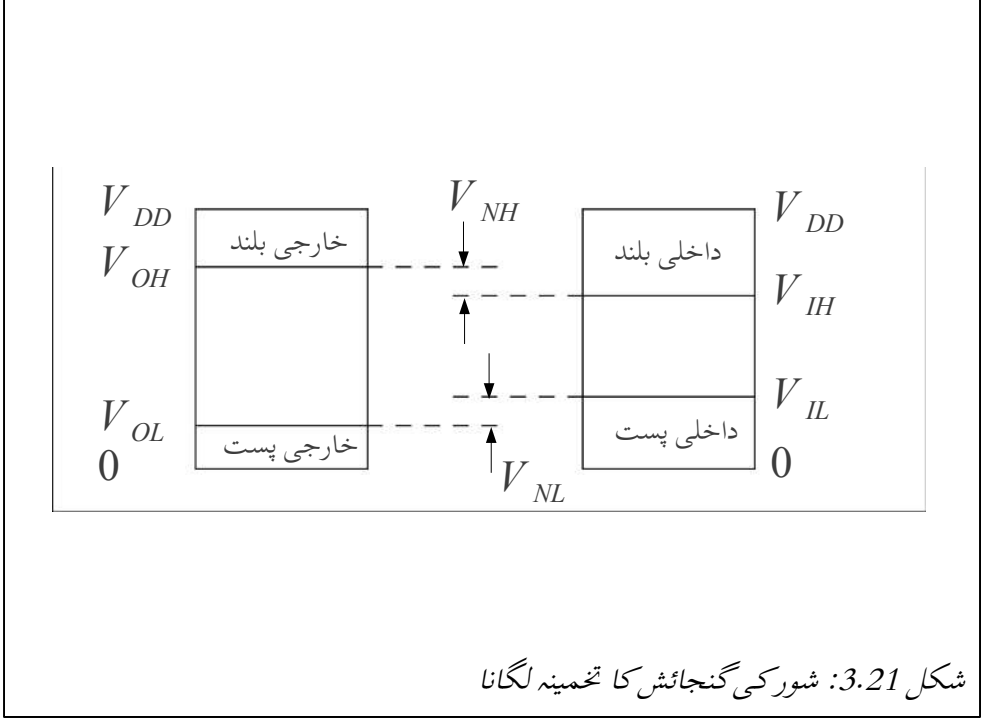 V_DD
V_NH
V_DD
خارجی بلند
داخلی بلند
V_OH
V_IH
V_IL
V_OL
داخلی پست
خارجی پست
0
V_NL
0
شکل 3.21: شور کی گنجائش کا تخمینہ لگانا